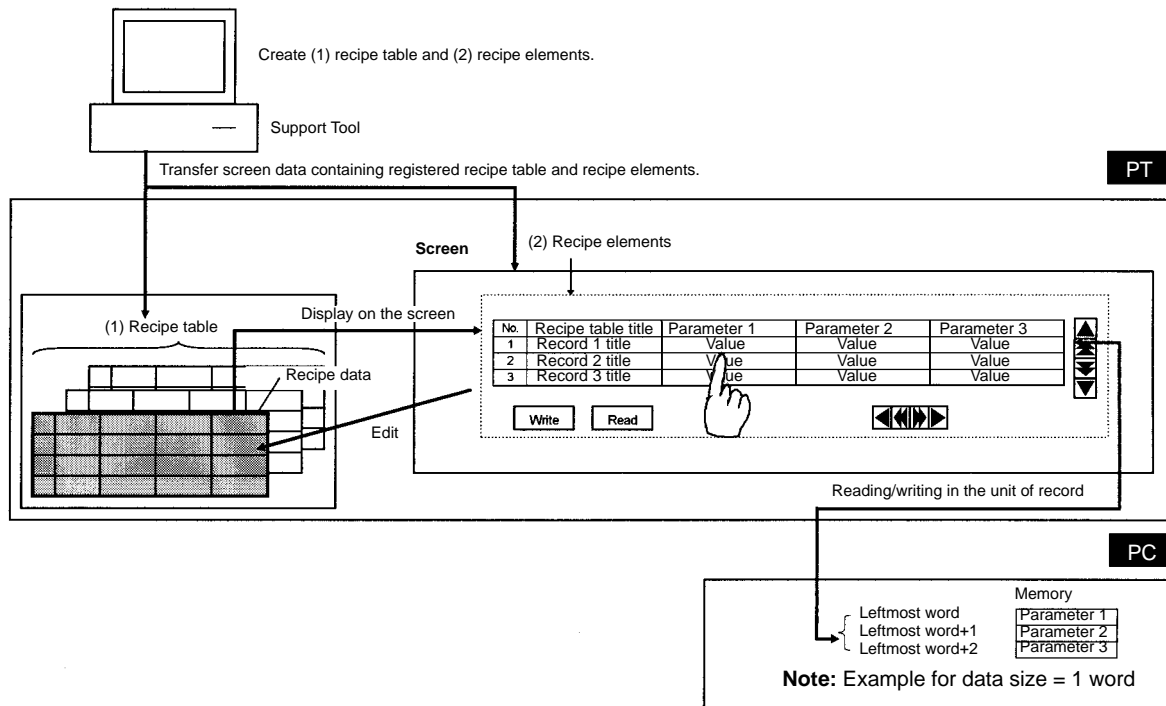 Create (1) recipe table and (2) recipe elements.
Support Tool
Transfer screen data containing registered recipe table and recipe elements.
PT
Screen
(2) Recipe elements
(1) Recipe table
Display on the screen
Recipe data
Edit
No. Recipe table title Parameter 1 Parameter 2 Parameter 3
1 Record 1 title Value Value Value
2 Record 2 title Value Value Value
3 Record 3 title Value Value
Write Read
Reading/writing in the unit of record
PC
Memory
Leftmost word Parameter 1
Leftmost word+1 Parameter 2
Leftmost word+2 Parameter 3
Note: Example for data size = 1 word